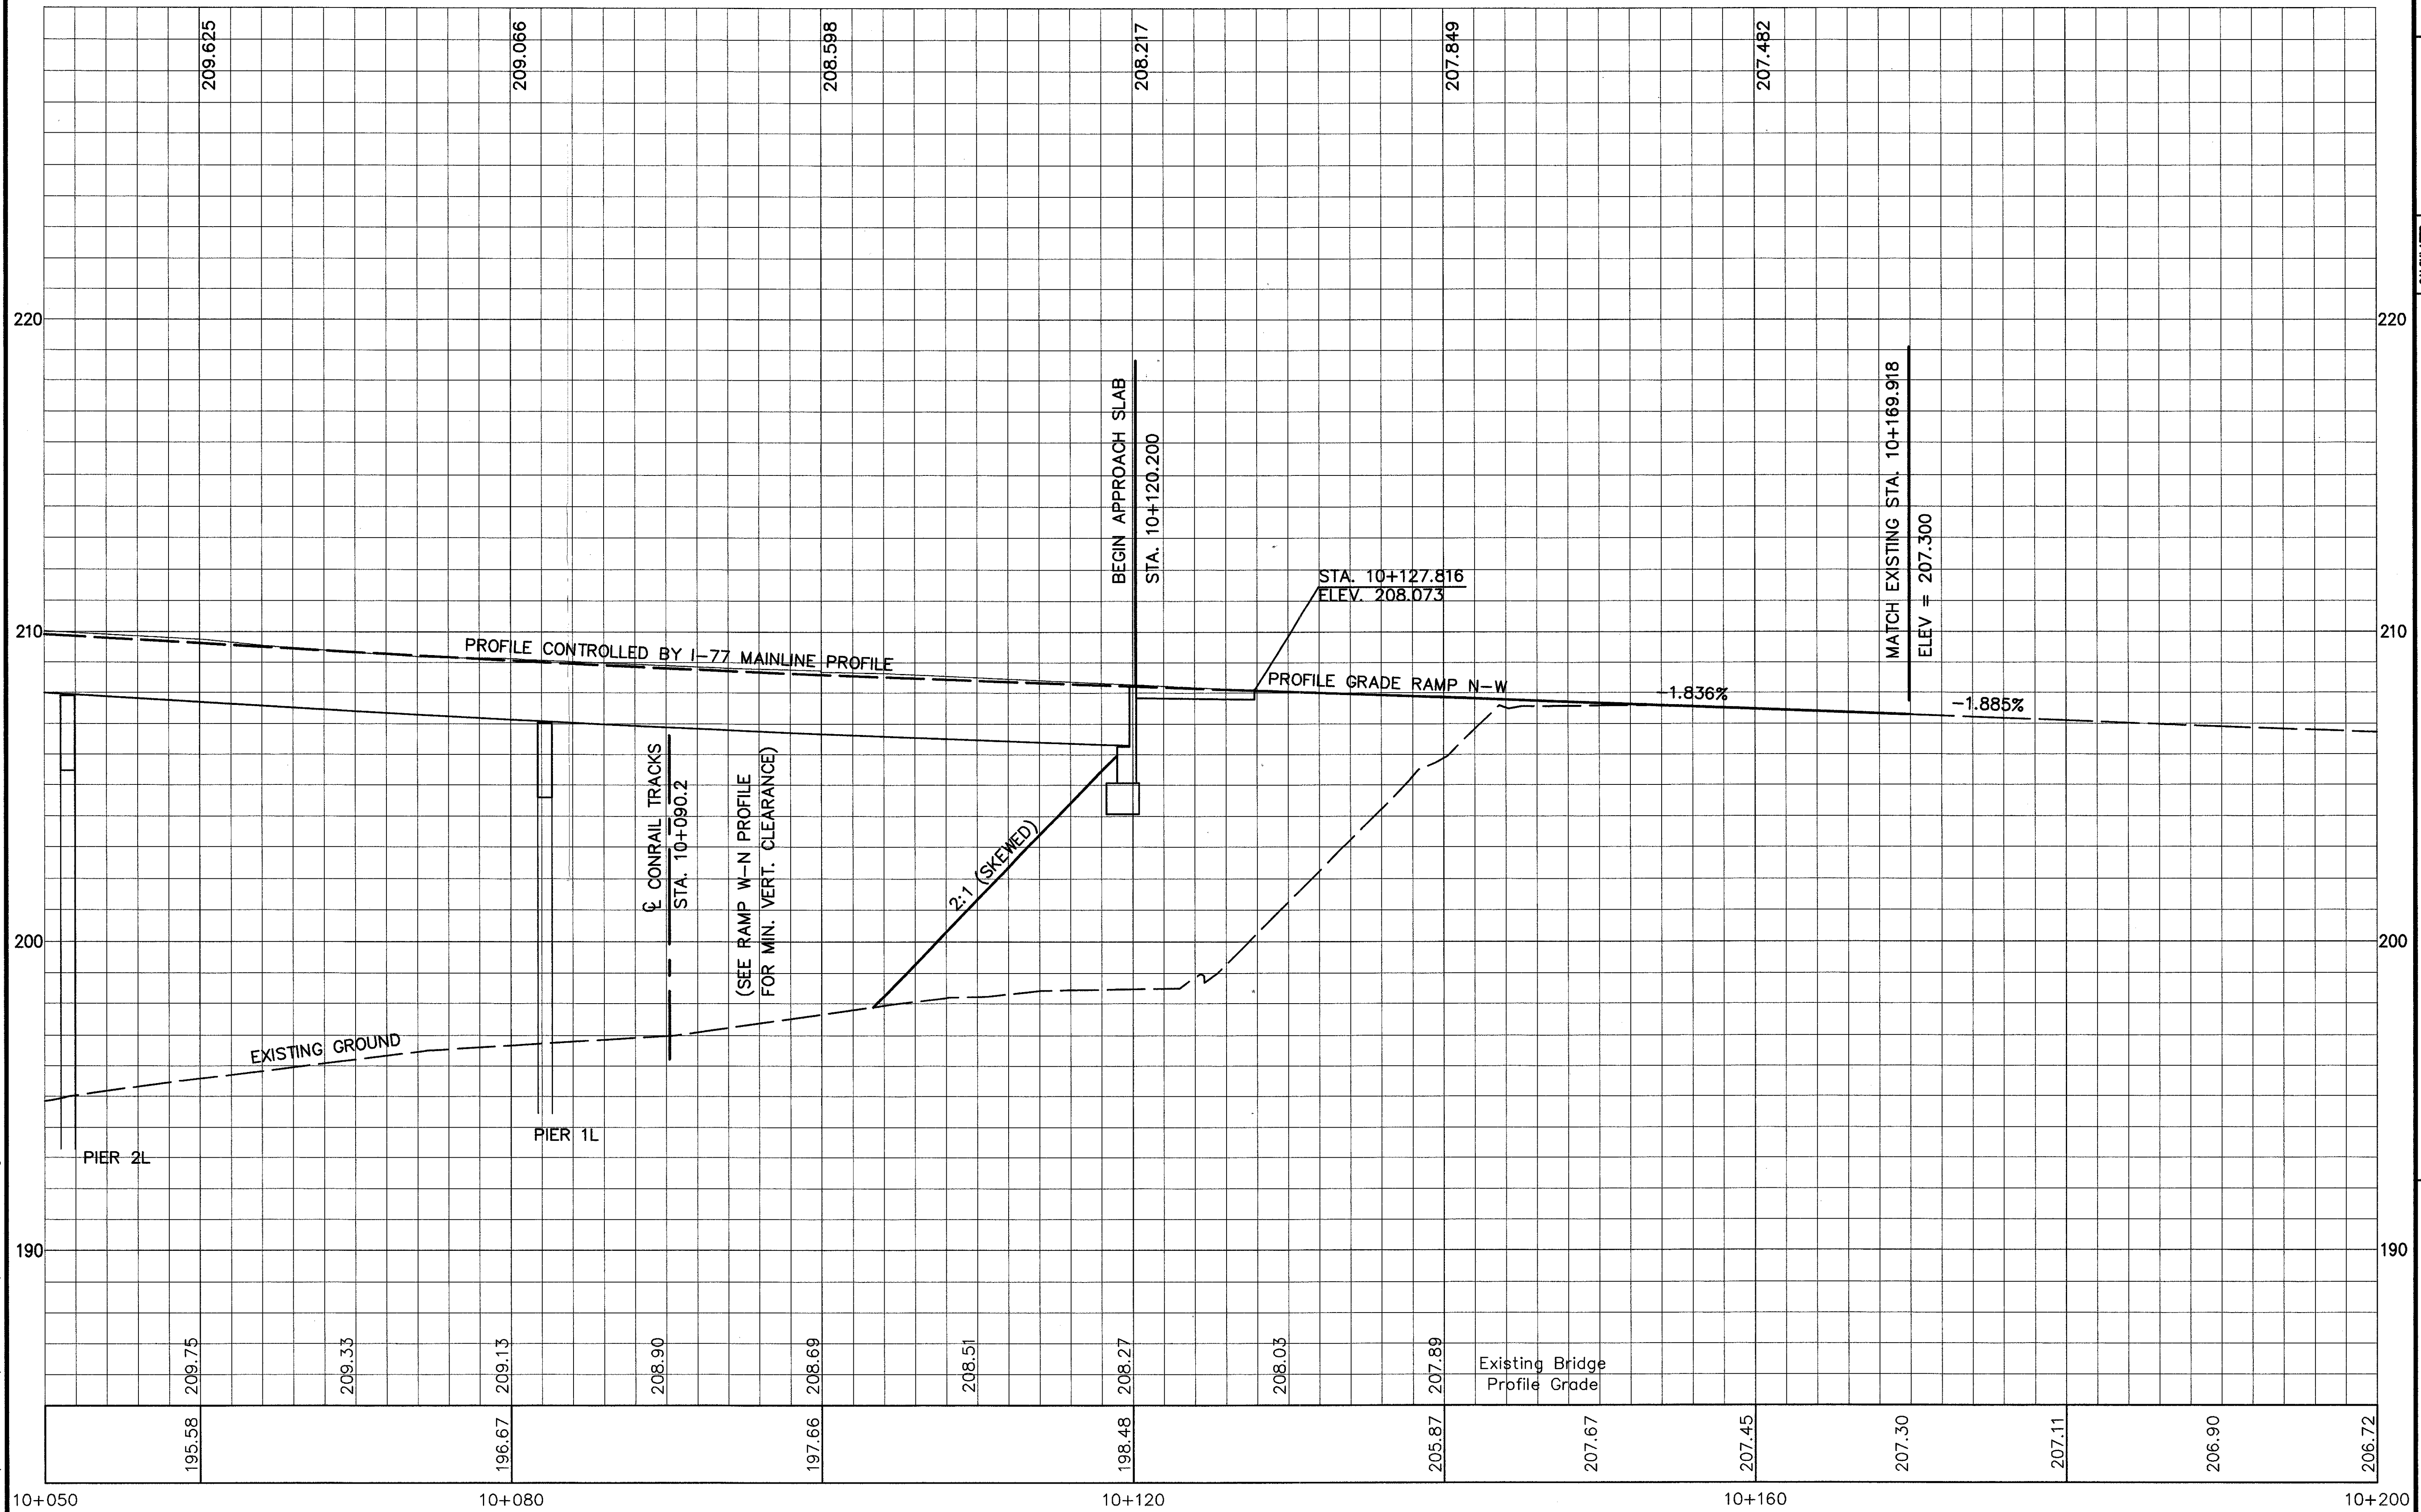 209.625
209.066
208.598
208.217
207.849
207.482
220
220
BEGIN APPROACH SLAB
STA. 10+120.200
MATCH EXISTING STA. 10+169.918
ELEV = 207.300
STA. 10+127.816
ELEV. 208.073
210
210
PROFILE CONTROLLED BY I-77 MAINLINE PROFILE
PROFILE GRADE RAMP N-W
-1.836%
-1.885%
℄ CONRAIL TRACKS
STA. 10+090.2
(SEE RAMP W-N PROFILE
FOR MIN. VERT. CLEARANCE)
2:1 (SKEWED)
200
200
2
EXISTING GROUND
PIER 1L
PIER 2L
190
190
209.75
209.33
209.13
208.90
208.69
208.51
208.27
208.03
207.89
Existing Bridge
Profile Grade
195.58
196.67
197.66
198.48
205.87
207.67
207.45
207.30
207.11
206.90
206.72
10+050
10+080
10+120
10+160
10+200